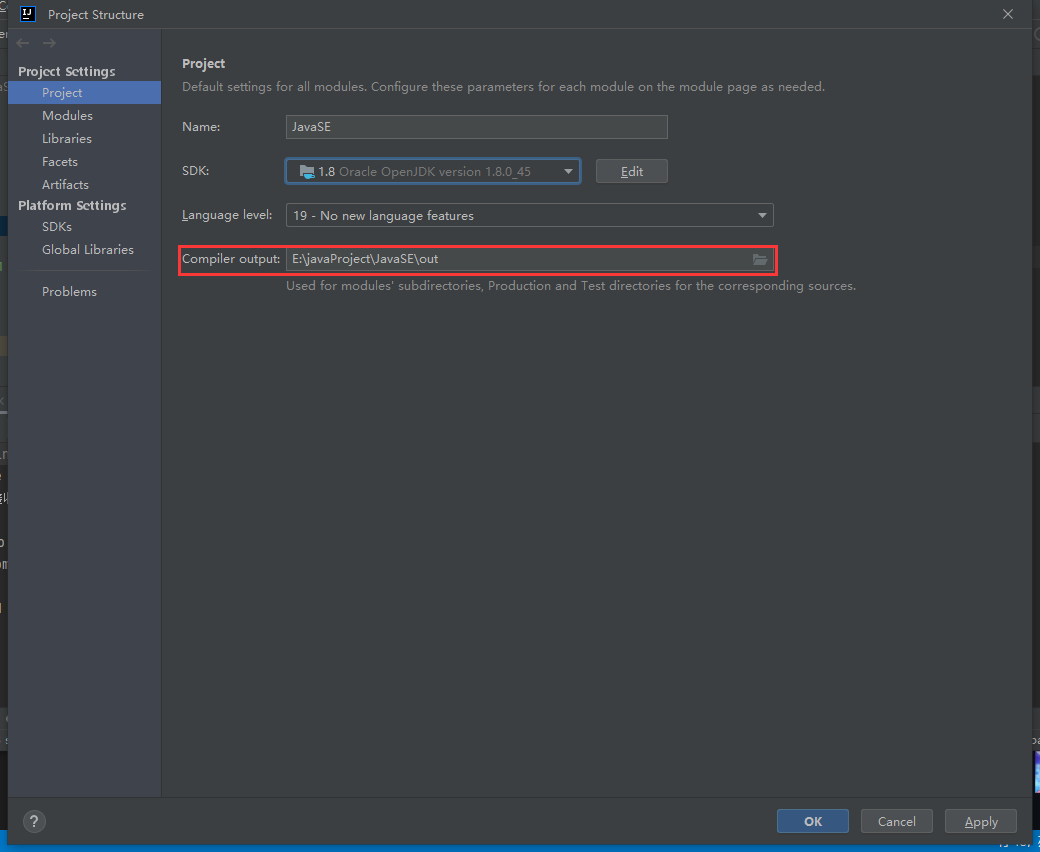 Project Structure
Project Settings
Project
Modules
Libraries
Facets
Artifacts
Platform Settings
SDKs
Global Libraries
Problems
Project
Default settings for all modules. Configure these parameters for each module on the module page as needed.
Name: JavaSE
SDK: 1.8 Oracle OpenJDK version 1.8.0_45 Edit
Language level: 19 - No new language features
Compiler output: E:\javaProject\JavaSE\out
Used for modules' subdirectories, Production and Test directories for the corresponding sources.
? OK Cancel Apply